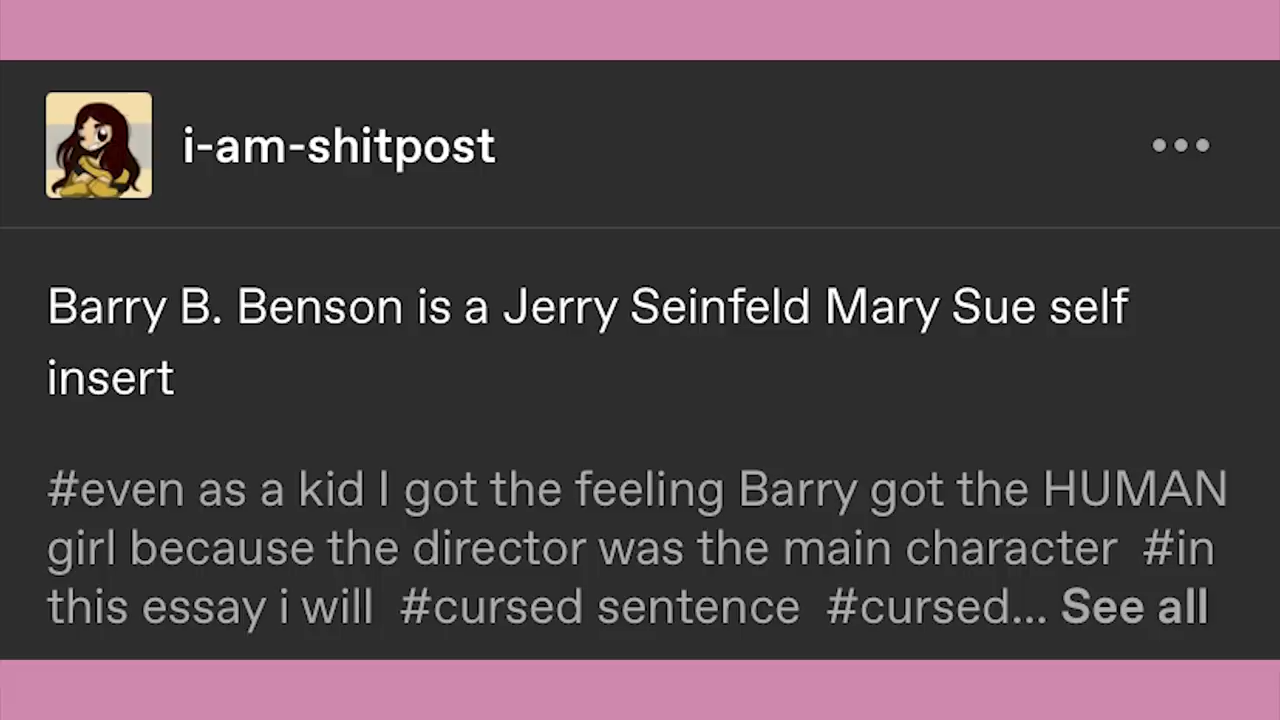 i-am-shitpost
Barry B. Benson is a Jerry Seinfeld Mary Sue self
insert
#even as a kid I got the feeling Barry got the HUMAN
girl because the director was the main character #in
this essay i will #cursed sentence #cursed... See all